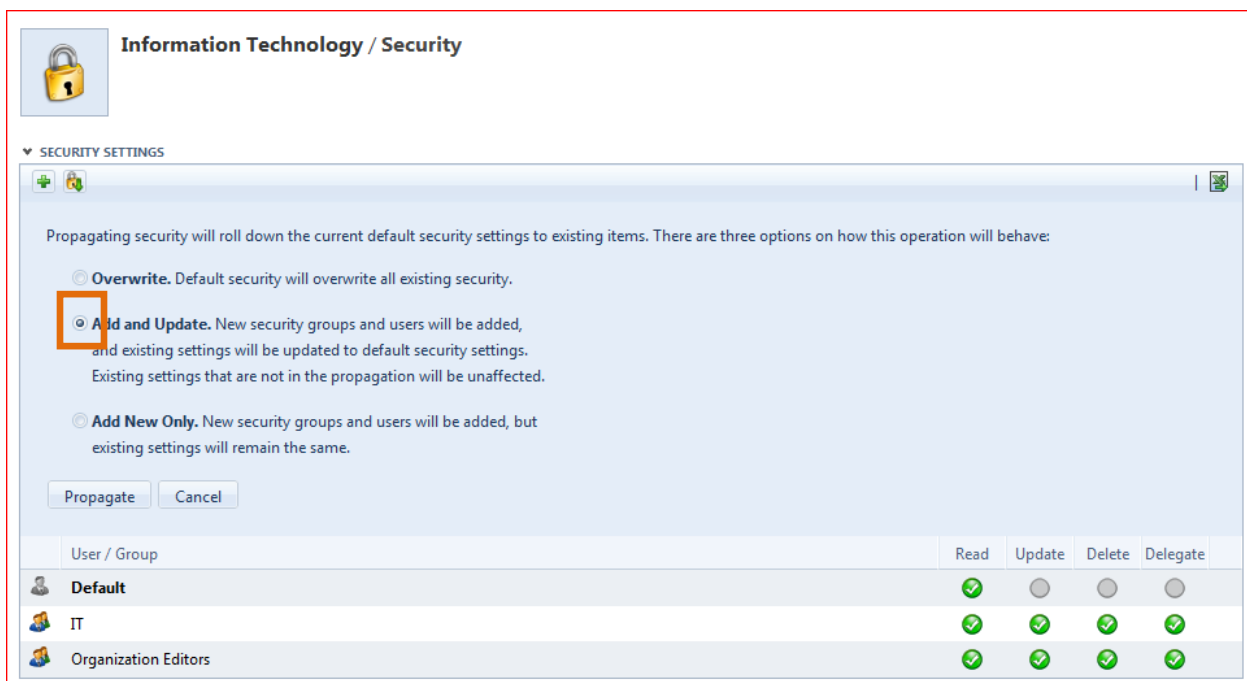 Information Technology / Security
SECURITY SETTINGS
|
Propagating security will roll down the current default security settings to existing items. There are three options on how this operation will behave:
Overwrite. Default security will overwrite all existing security.
Add and Update. New security groups and users will be added,
and existing settings will be updated to default security settings.
Existing settings that are not in the propagation will be unaffected.
Add New Only. New security groups and users will be added, but
existing settings will remain the same.
Propagate Cancel
User / Group Read Update Delete Delegate
Default
IT
Organization Editors